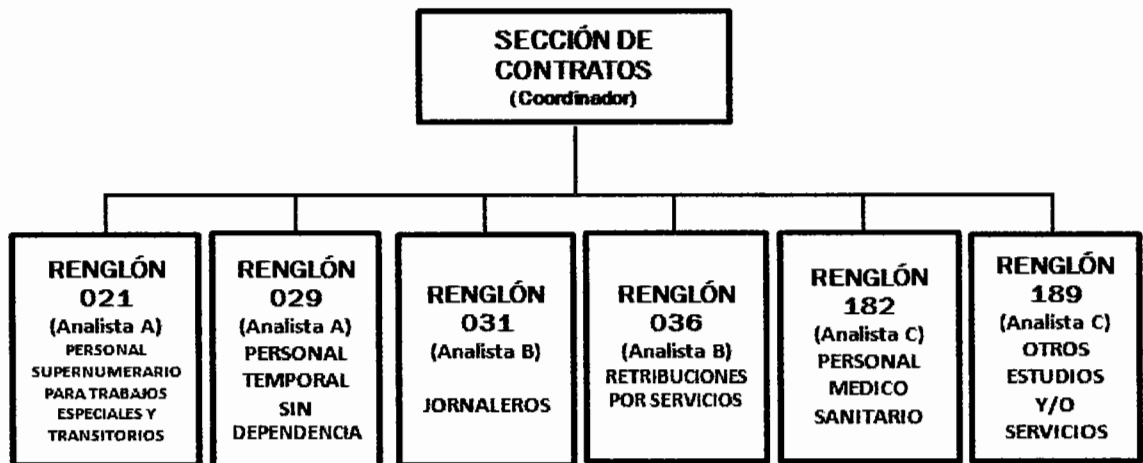 SECCIÓN DE
CONTRATOS
(Coordinador)
RENGLÓN
021
(Analista A)
PERSONAL
SUPERNUMERARIO
PARA TRABAJOS
ESPECIALES Y
TRANSITORIOS
RENGLÓN
029
(Analista A)
PERSONAL
TEMPORAL
SIN
DEPENDENCIA
RENGLÓN
031
(Analista B)
JORNALEROS
RENGLÓN
036
(Analista B)
RETRIBUCIONES
POR SERVICIOS
RENGLÓN
182
(Analista C)
PERSONAL
MEDICO
SANITARIO
RENGLÓN
189
(Analista C)
OTROS
ESTUDIOS
Y/O
SERVICIOS